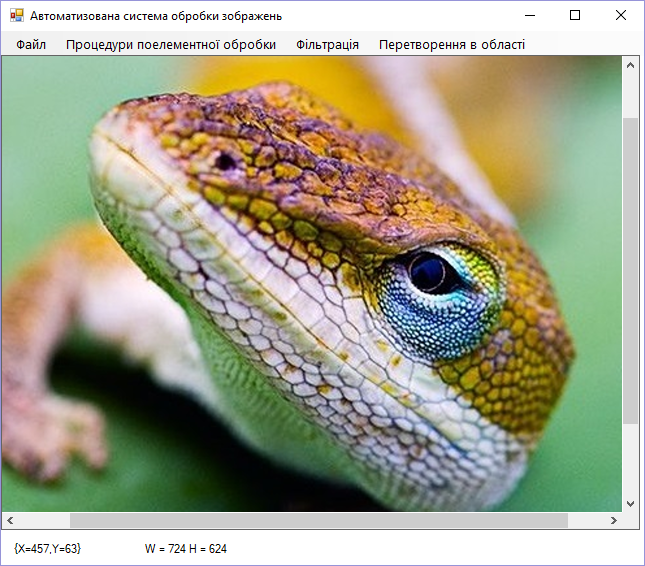 Автоматизована система обробки зображень
Файл Процедури поелементної обробки Фільтрація Перетворення в області
{X=457,Y=63} W = 724 H = 624